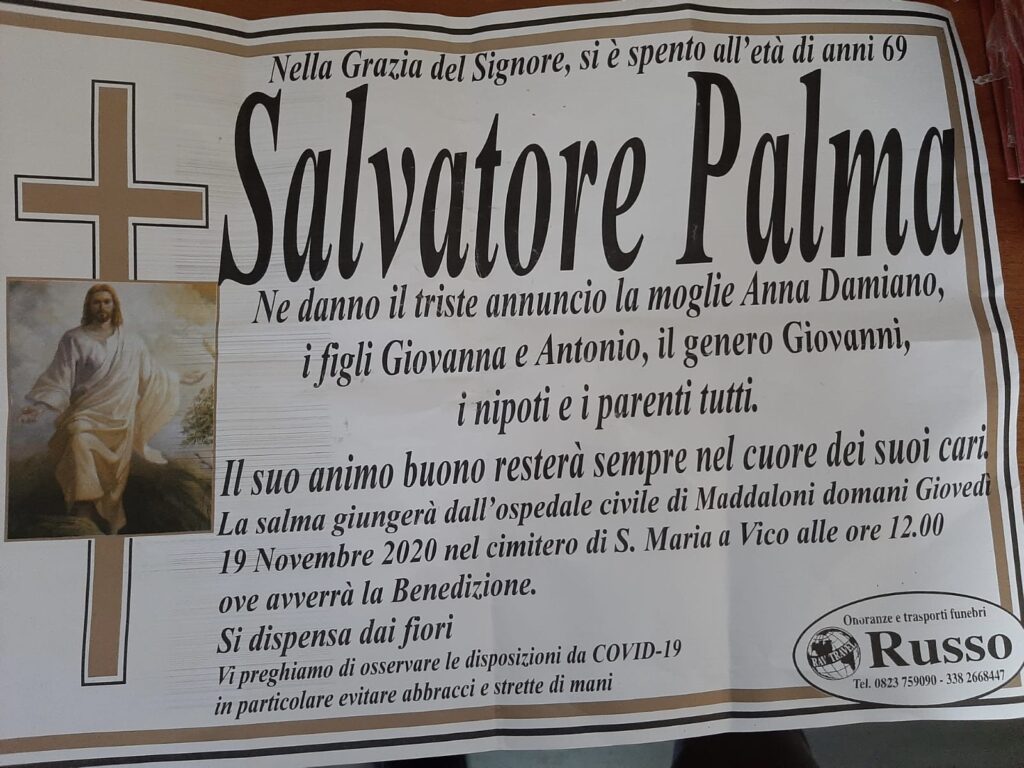 Nella Grazia del Signore, si è spento all'età di anni 69
Salvatore Palma
Ne danno il triste annuncio la moglie Anna Damiano,
i figli Giovanna e Antonio, il genero Giovanni,
i nipoti e i parenti tutti.
Il suo animo buono resterà sempre nel cuore dei suoi cari.
La salma giungerà dall'ospedale civile di Maddaloni domani Giovedì
19 Novembre 2020 nel cimitero di S. Maria a Vico alle ore 12.00
ove avverrà la Benedizione.
Si dispensa dai fiori
Vi preghiamo di osservare le disposizioni da COVID-19
in particolare evitare abbracci e strette di mani
Onoranze e trasporti funebri
Russo
Tel. 0823 759090 - 338 2668447